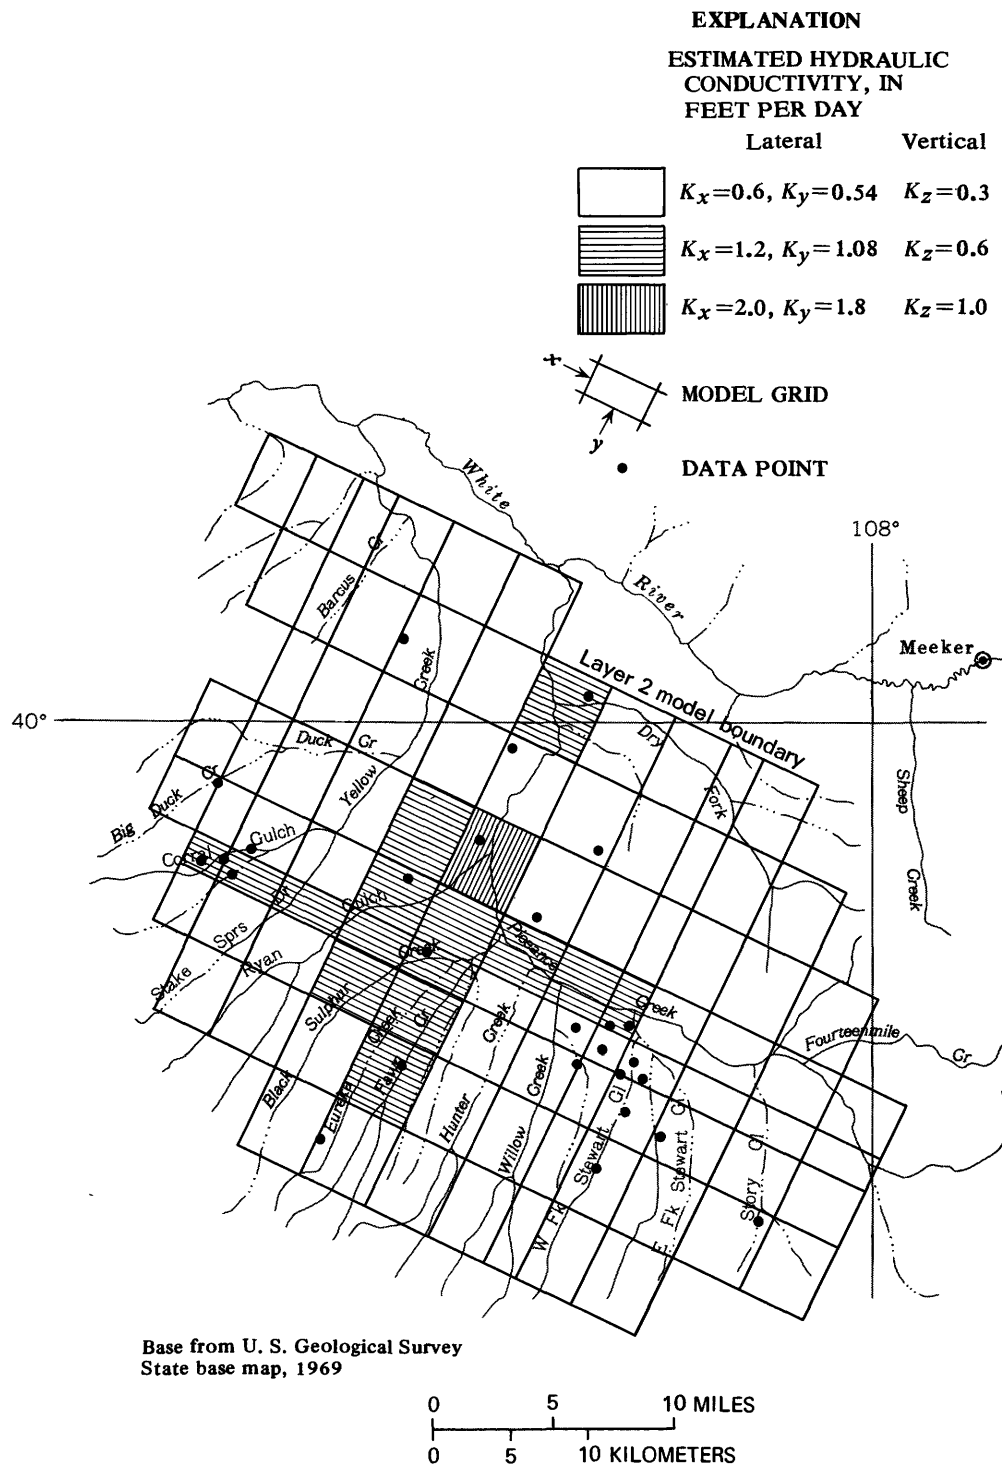 EXPLANATION
ESTIMATED HYDRAULIC
CONDUCTIVITY, IN
FEET PER DAY
Lateral Vertical
Kx=0.6, Ky=0.54 Kz=0.3
Kx=1.2, Ky=1.08 Kz=0.6
Kx=2.0, Ky=1.8 Kz=1.0
x
y
MODEL GRID
DATA POINT
White
River
108°
Meeker
Barcus
Cr
Creek
Layer 2 model boundary
40°
Duck Cr
Yellow
Dry
Fork
Sheep
Creek
Big Duck Cr
Corral Gulch
Stake Sprs Cr
Ryan
Gulch
Piceance
Creek
Sulphur
Creek
Black
Eureka
Creek
Fawn
Cr
Hunter
Creek
Willow
Creek
W Fk Stewart Gl
Fk Stewart Gl
Story Gl
Fourteenmile
Cr
Base from U. S. Geological Survey
State base map, 1969
0 5 10 MILES
0 5 10 KILOMETERS